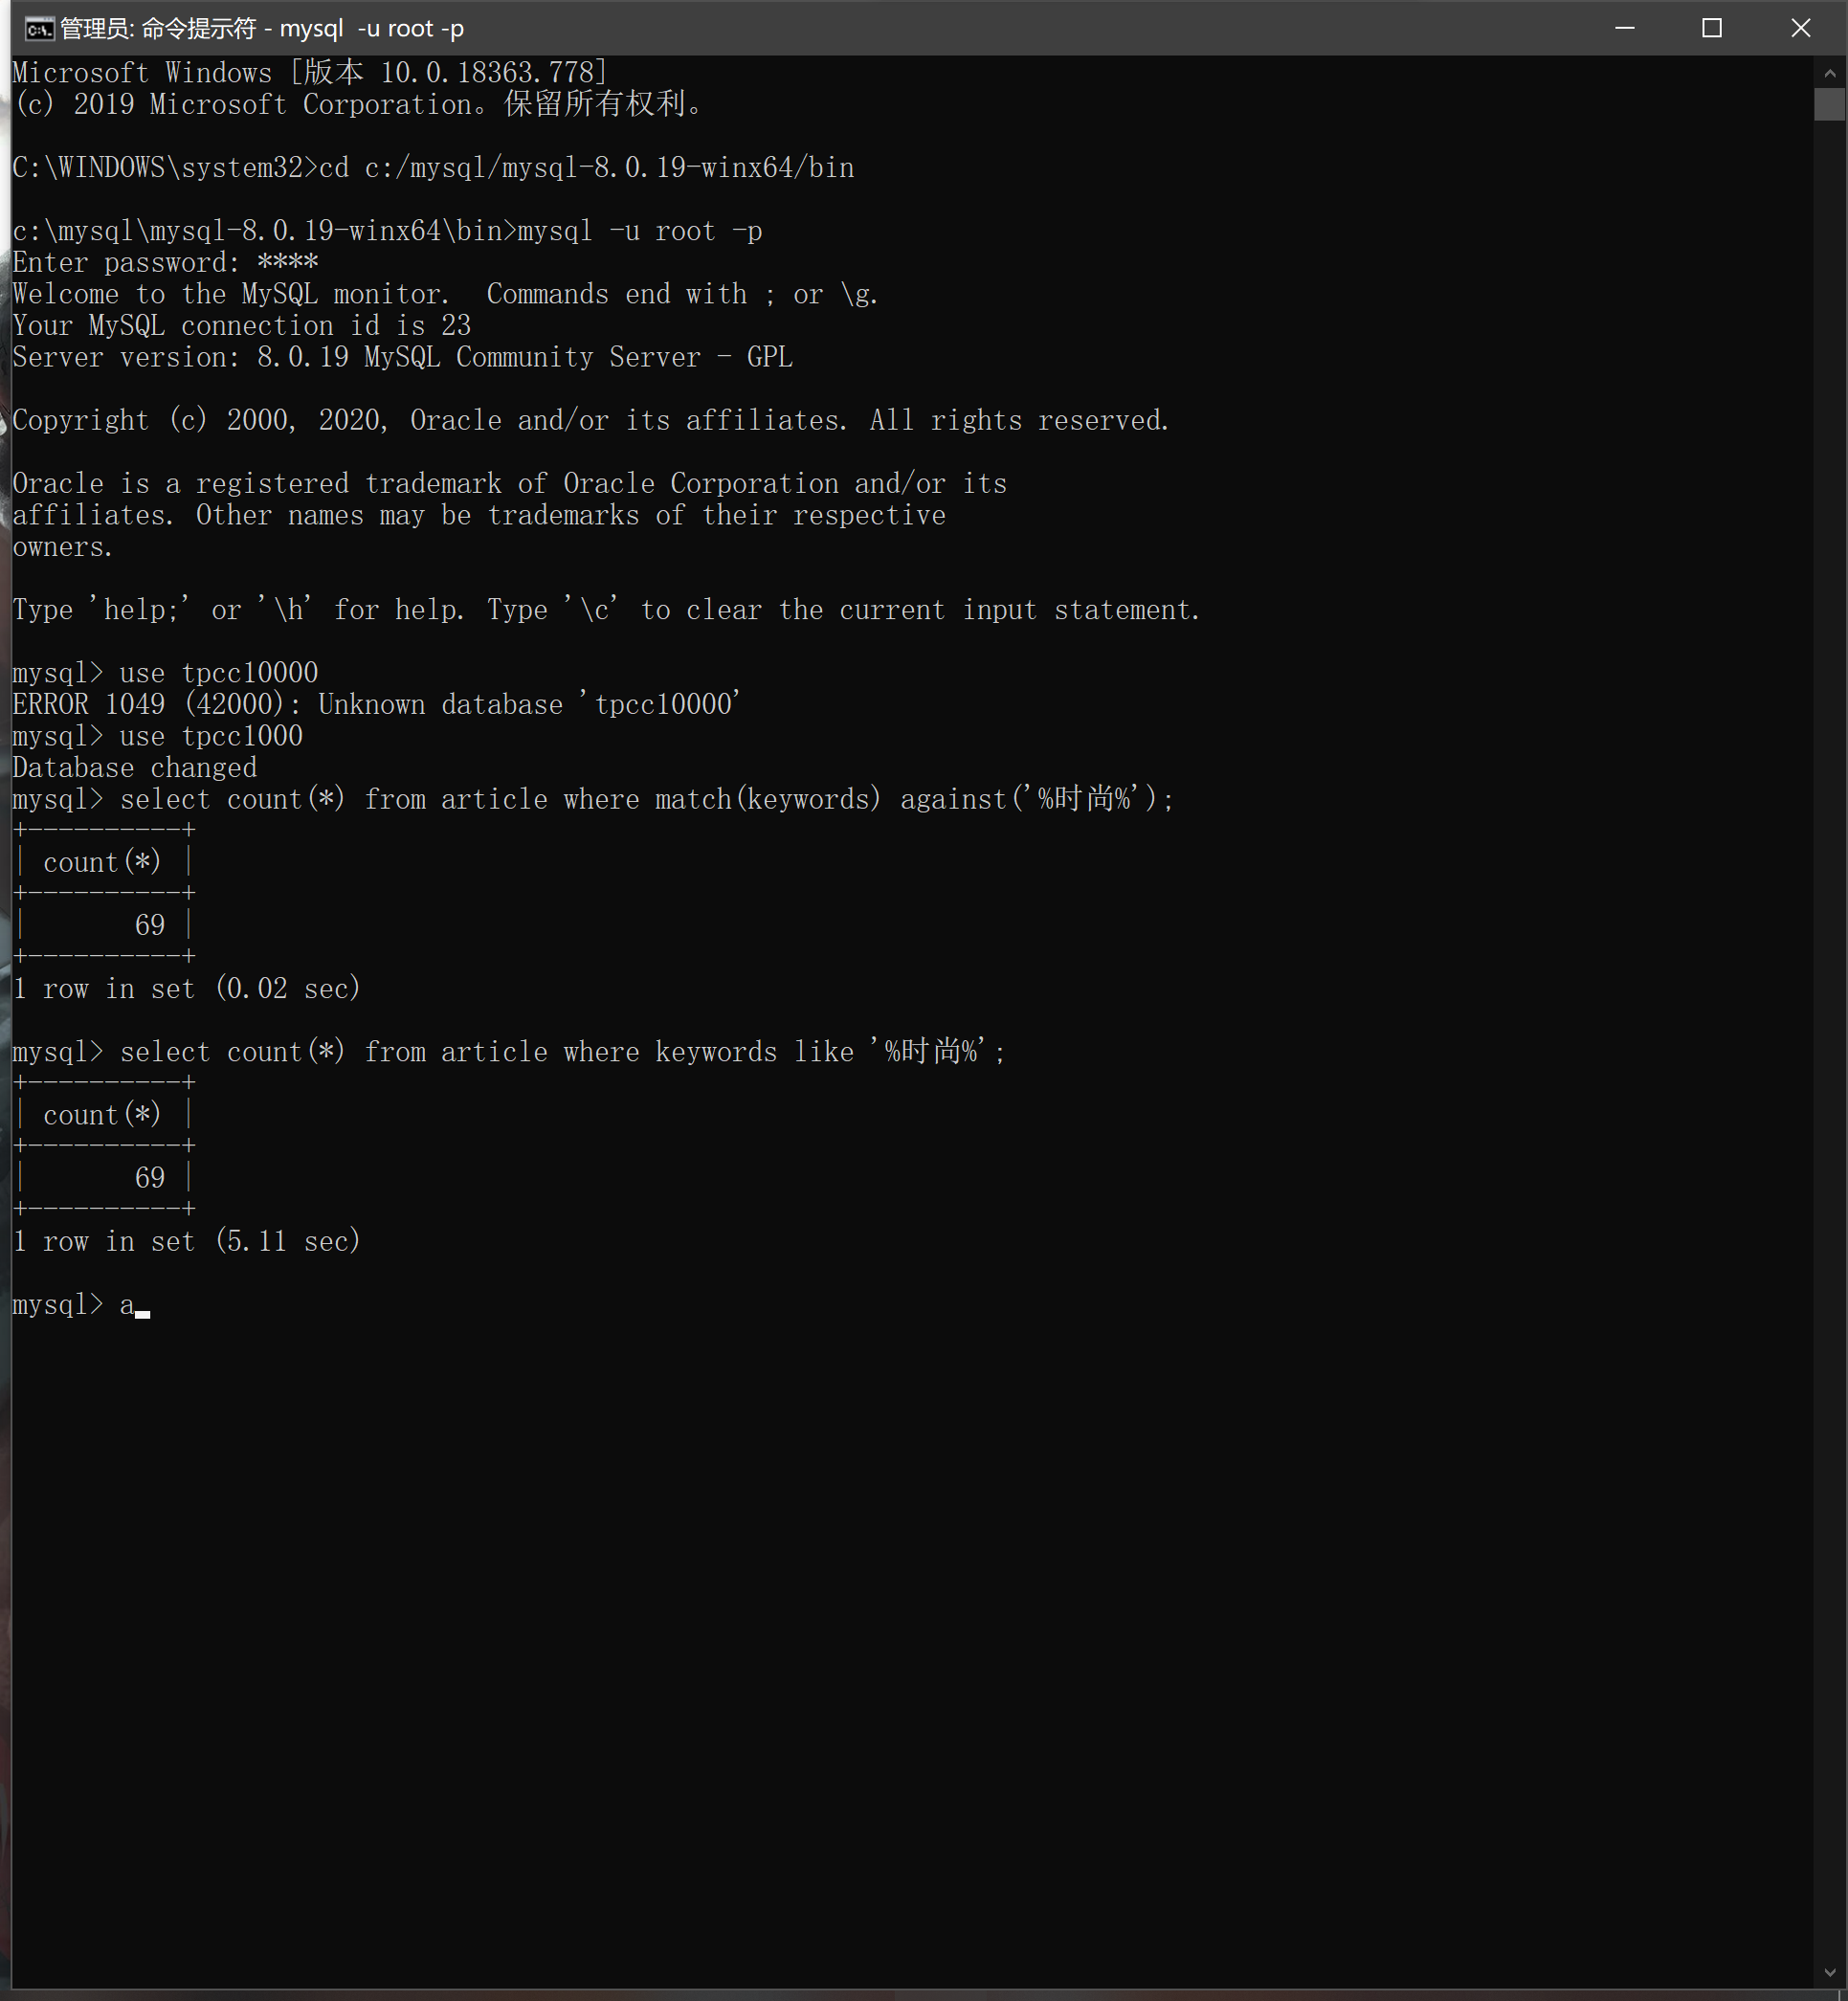 管理员: 命令提示符 - mysql  -u root -p
Microsoft Windows [版本 10.0.18363.778]
(c) 2019 Microsoft Corporation。保留所有权利。
C:\WINDOWS\system32>cd c:/mysql/mysql-8.0.19-winx64/bin
c:\mysql\mysql-8.0.19-winx64\bin>mysql -u root -p
Enter password: ****
Welcome to the MySQL monitor.  Commands end with ; or \g.
Your MySQL connection id is 23
Server version: 8.0.19 MySQL Community Server - GPL
Copyright (c) 2000, 2020, Oracle and/or its affiliates. All rights reserved.
Oracle is a registered trademark of Oracle Corporation and/or its
affiliates. Other names may be trademarks of their respective
owners.
Type 'help;' or '\h' for help. Type '\c' to clear the current input statement.
mysql> use tpcc10000
ERROR 1049 (42000): Unknown database 'tpcc10000'
mysql> use tpcc1000
Database changed
mysql> select count(*) from article where match(keywords) against('%时尚%');
+----------+
| count(*) |
+----------+
|       69 |
+----------+
1 row in set (0.02 sec)
mysql> select count(*) from article where keywords like '%时尚%';
+----------+
| count(*) |
+----------+
|       69 |
+----------+
1 row in set (5.11 sec)
mysql> a